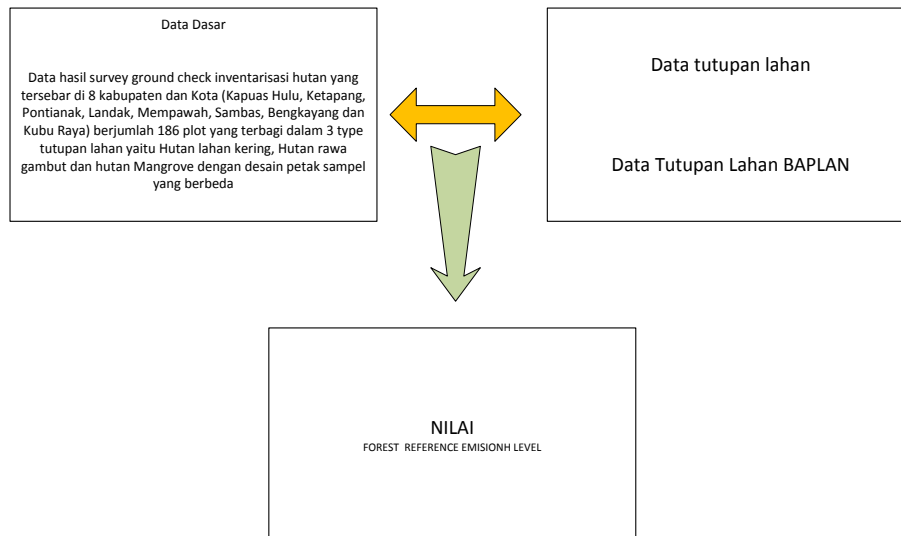 Data Dasar
Data hasil survey ground check inventarisasi hutan yang
tersebar di 8 kabupaten dan Kota (Kapuas Hulu, Ketapang,
Pontianak, Landak, Mempawah, Sambas, Bengkayang dan
Kubu Raya) berjumlah 186 plot yang terbagi dalam 3 type
tutupan lahan yaitu Hutan lahan kering, Hutan rawa
gambut dan hutan Mangrove dengan desain petak sampel
yang berbeda
Data tutupan lahan
Data Tutupan Lahan BAPLAN
NILAI
FOREST REFERENCE EMISIONH LEVEL